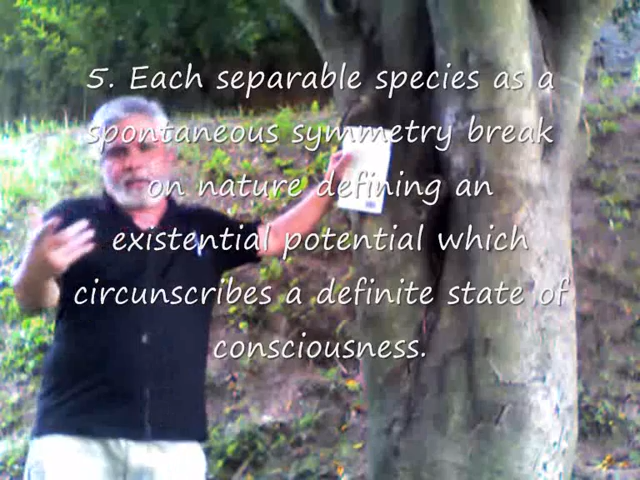 5. Each separable species as a
spontaneous symmetry break
on nature defining an
existential potential which
circunscribes a definite state of
consciousness.